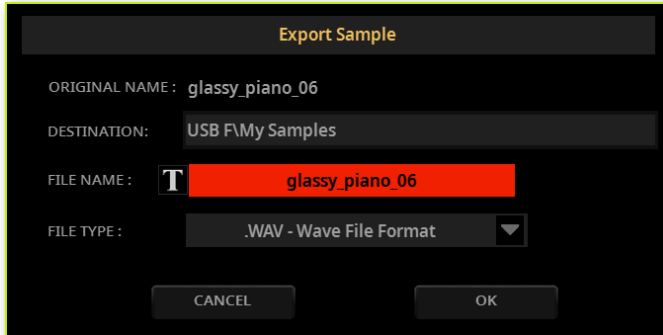 Export Sample
ORIGINAL NAME : glassy_piano_06
DESTINATION: USB F\My Samples
FILE NAME : T glassy_piano_06
FILE TYPE : .WAV - Wave File Format
CANCEL OK